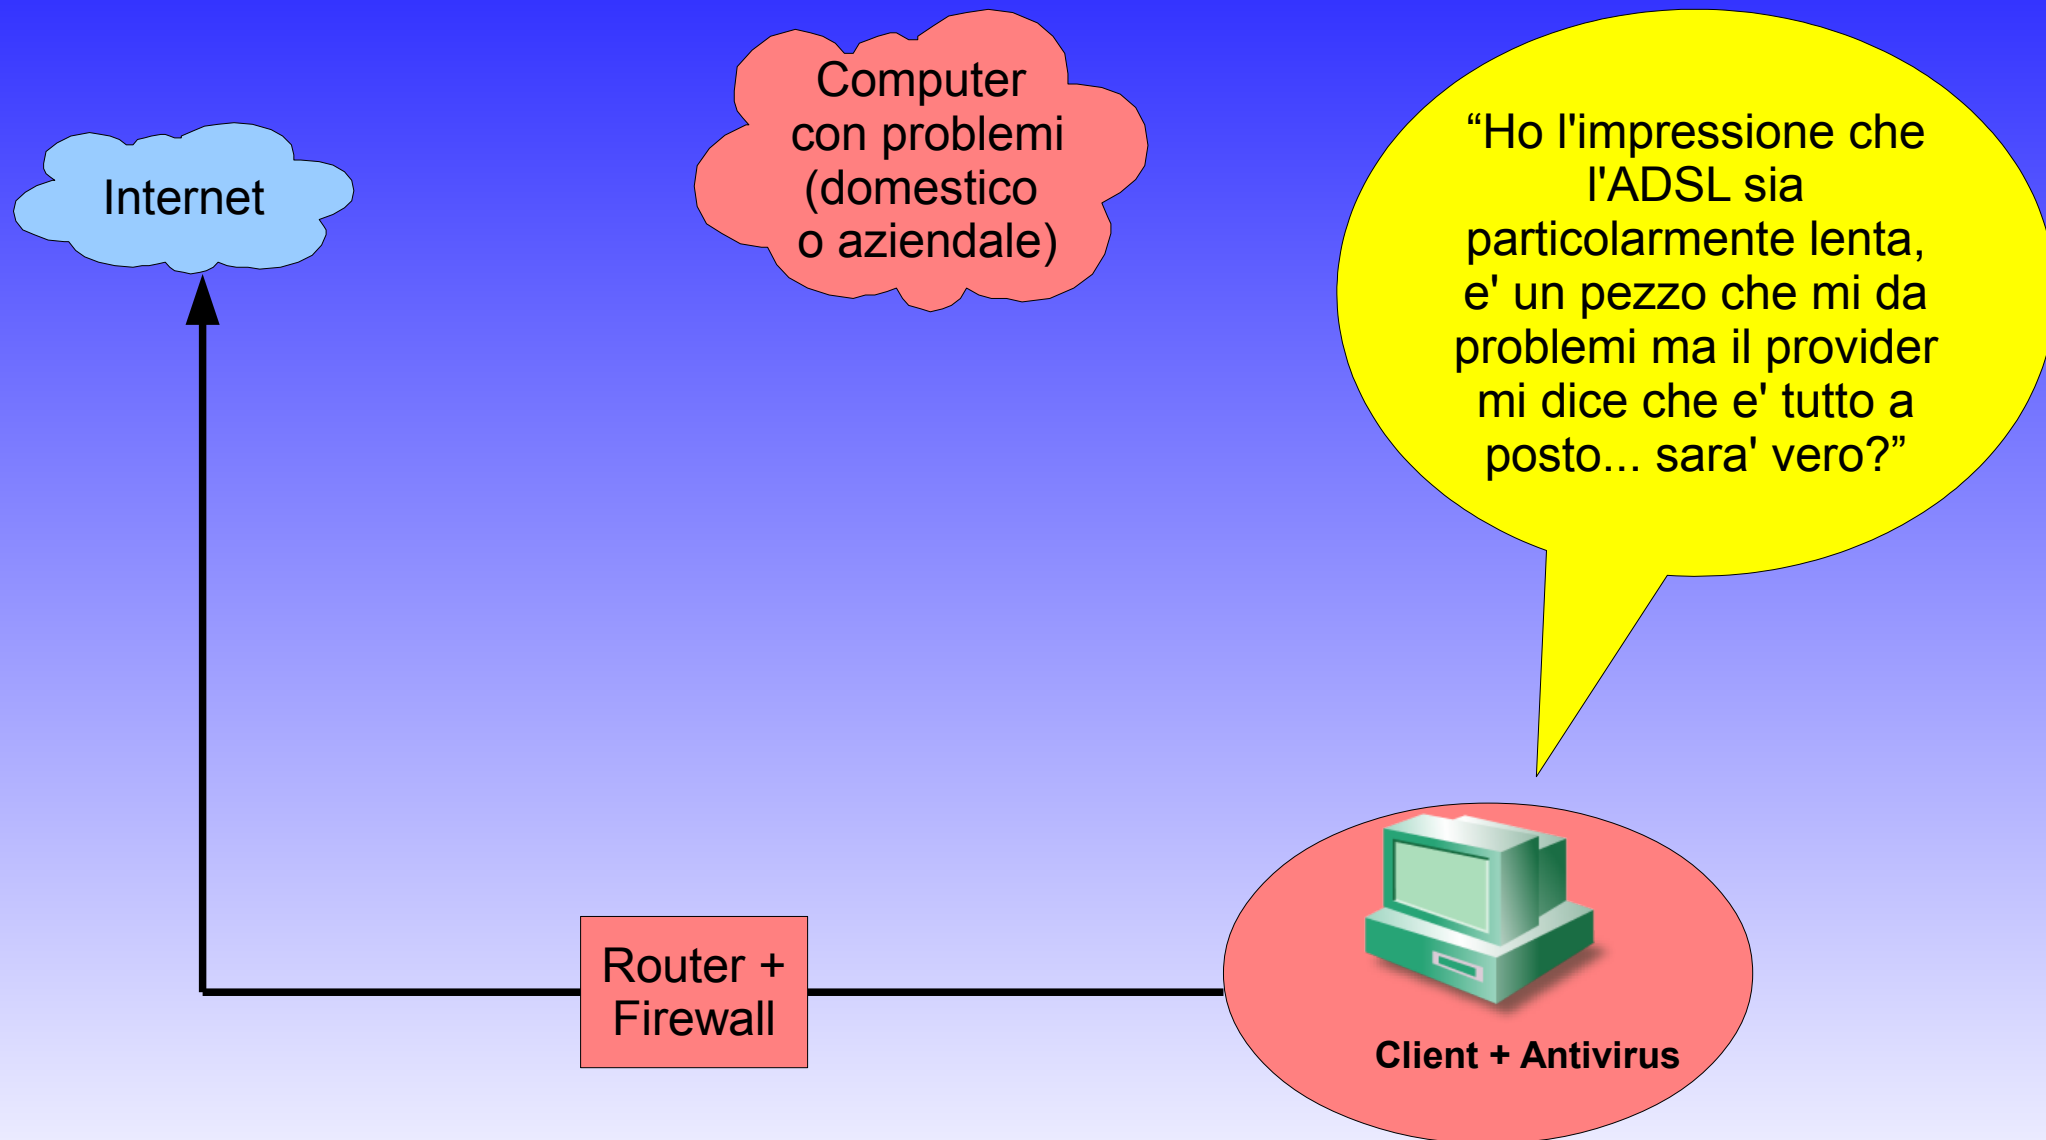 Internet
Computer
con problemi
(domestico
o aziendale)
“Ho l'impressione che
l'ADSL sia
particolarmente lenta,
e' un pezzo che mi da
problemi ma il provider
mi dice che e' tutto a
posto... sara' vero?”
Router +
Firewall
Client + Antivirus